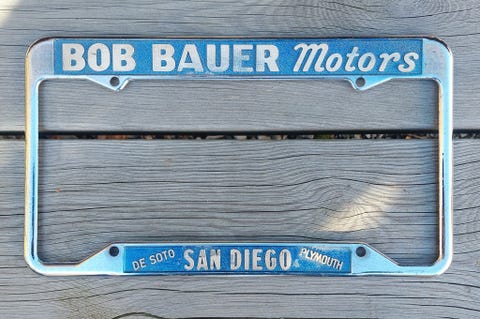 BOB BAUER Motors
DE SOTO SAN DIEGO PLYMOUTH